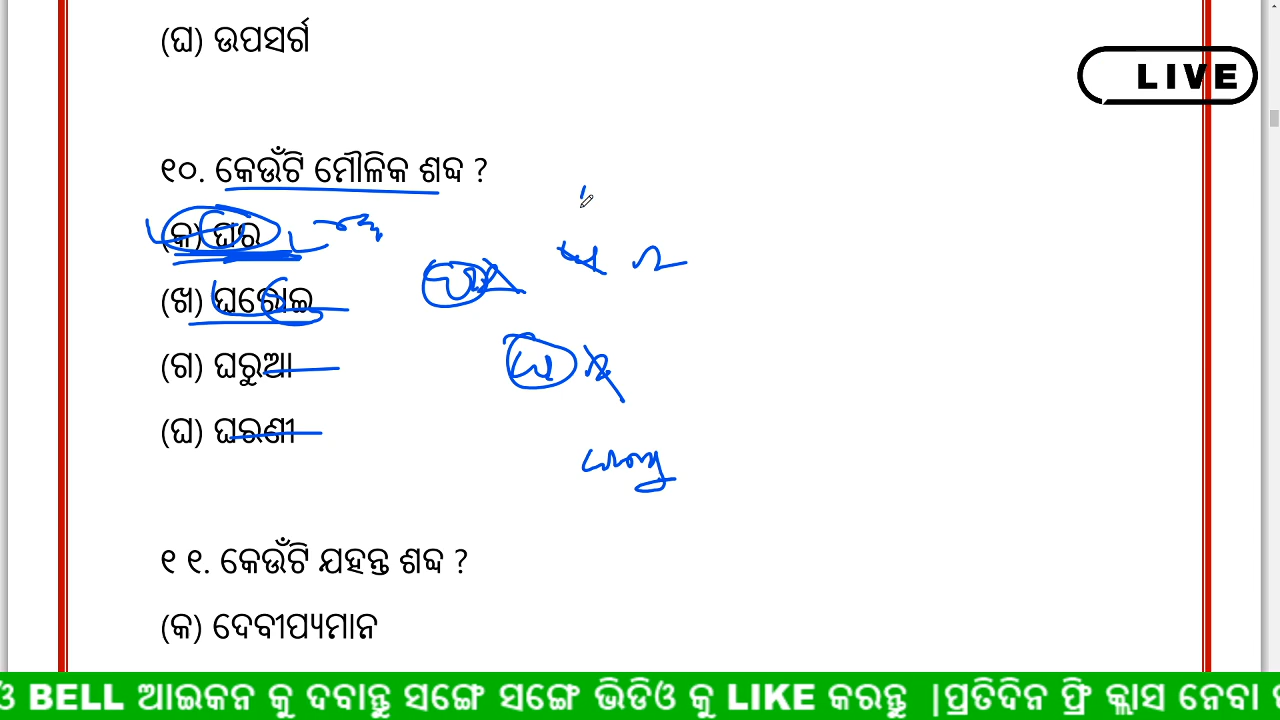 (ଘ) ଉପସର୍ଗ
LIVE
୧୦. କେଉଁଟି ମୌଳିକ ଶବ୍ଦ ?
(କ) ଘର
(ଖ) ଘରୋଇ
(ଗ) ଘରୁଆ
(ଘ) ଘରଣୀ
୧୧. କେଉଁଟି ଯହନ୍ତ ଶବ୍ଦ ?
(କ) ଦେବୀପ୍ୟମାନ
ଓ BELL ଆଇକନ କୁ ଦବାନ୍ତୁ ସଙ୍ଗେ ସଙ୍ଗେ ଭିଡିଓ କୁ LIKE କରନ୍ତୁ |ପ୍ରତିଦିନ ଫ୍ରି କ୍ଲାସ ନେବା